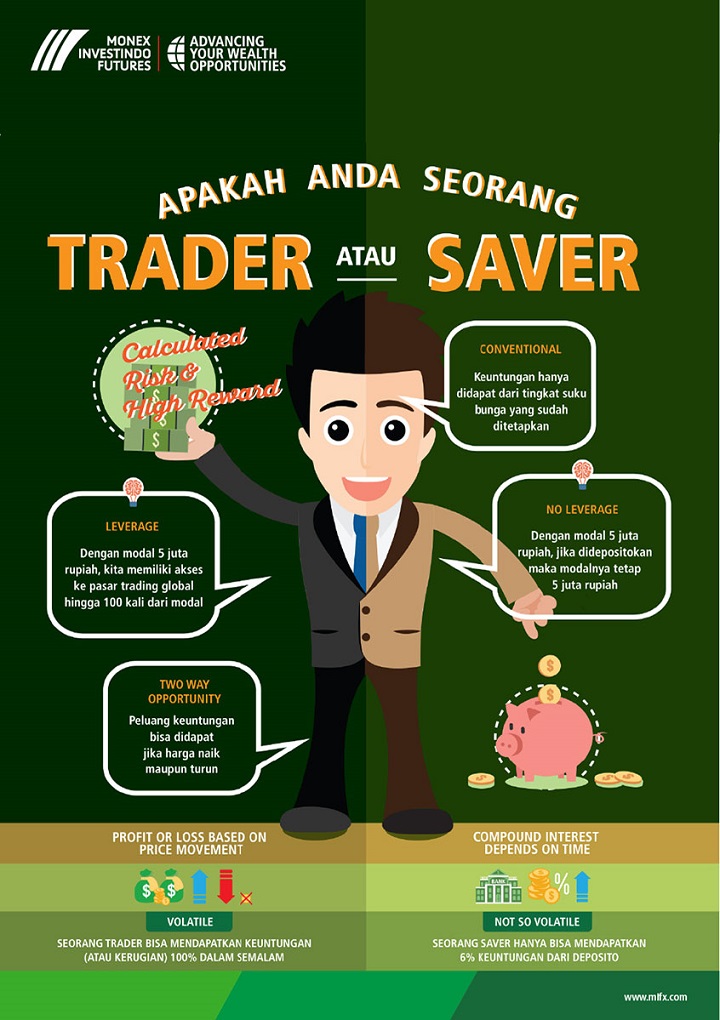 MONEX
INVESTINDO
FUTURES
ADVANCING
YOUR WEALTH
OPPORTUNITIES
APAKAH ANDA SEORANG
TRADER ATAU SAVER
Calculated
Risk &
High Reward
CONVENTIONAL
Keuntungan hanya
didapat dari tingkat suku
bunga yang sudah
ditetapkan
LEVERAGE
Dengan modal 5 juta
rupiah, kita memiliki akses
ke pasar trading global
hingga 100 kali dari modal
NO LEVERAGE
Dengan modal 5 juta
rupiah, jika didepositokan
maka modalnya tetap
5 juta rupiah
TWO WAY
OPPORTUNITY
Peluang keuntungan
bisa didapat
jika harga naik
maupun turun
PROFIT OR LOSS BASED ON
PRICE MOVEMENT
VOLATILE
SEORANG TRADER BISA MENDAPATKAN KEUNTUNGAN
(ATAU KERUGIAN) 100% DALAM SEMALAM
COMPOUND INTEREST
DEPENDS ON TIME
BANK
%
NOT SO VOLATILE
SEORANG SAVER HANYA BISA MENDAPATKAN
6% KEUNTUNGAN DARI DEPOSITO
www.mifx.com